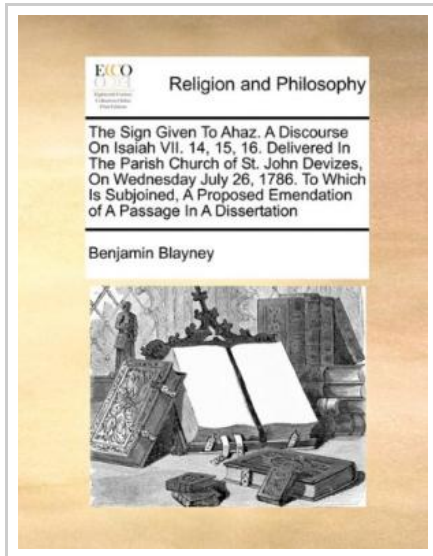 ECCO
Religion and Philosophy
The Sign Given To Ahaz. A Discourse
On Isaiah VII. 14, 15, 16. Delivered In
The Parish Church of St. John Devizes,
On Wednesday July 26, 1786. To Which
Is Subjoined, A Proposed Emendation
of A Passage In A Dissertation
Benjamin Blayney